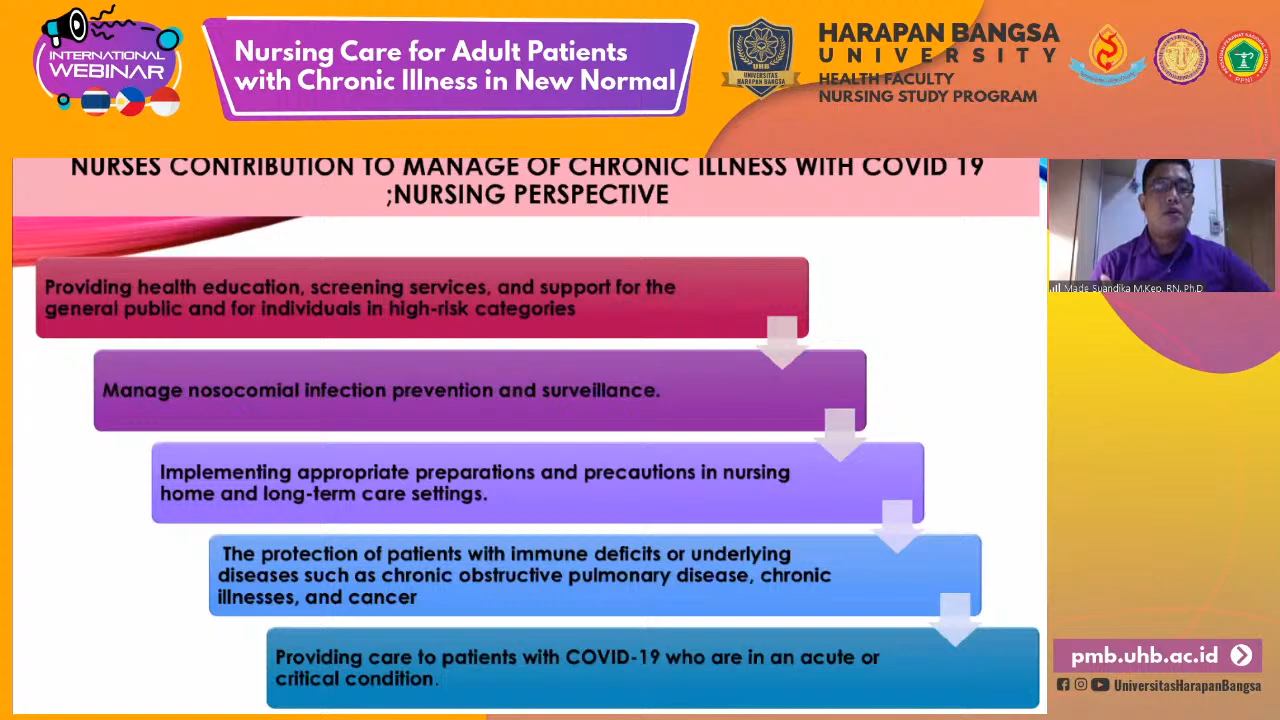 INTERNATIONAL
WEBINAR
Nursing Care for Adult Patients
with Chronic Illness in New Normal
UHB
UNIVERSITAS
HARAPAN BANGSA
HARAPAN BANGSA
UNIVERSITY
HEALTH FACULTY
NURSING STUDY PROGRAM
PPNI
NURSES CONTRIBUTION TO MANAGE OF CHRONIC ILLNESS WITH COVID 19
;NURSING PERSPECTIVE
Providing health education, screening services, and support for the
general public and for individuals in high-risk categories
Manage nosocomial infection prevention and surveillance.
Implementing appropriate preparations and precautions in nursing
home and long-term care settings.
The protection of patients with immune deficits or underlying
diseases such as chronic obstructive pulmonary disease, chronic
illnesses, and cancer
Providing care to patients with COVID-19 who are in an acute or
critical condition.
Made Suandika M.Kep, RN, Ph.D
pmb.uhb.ac.id
UniversitasHarapanBangsa